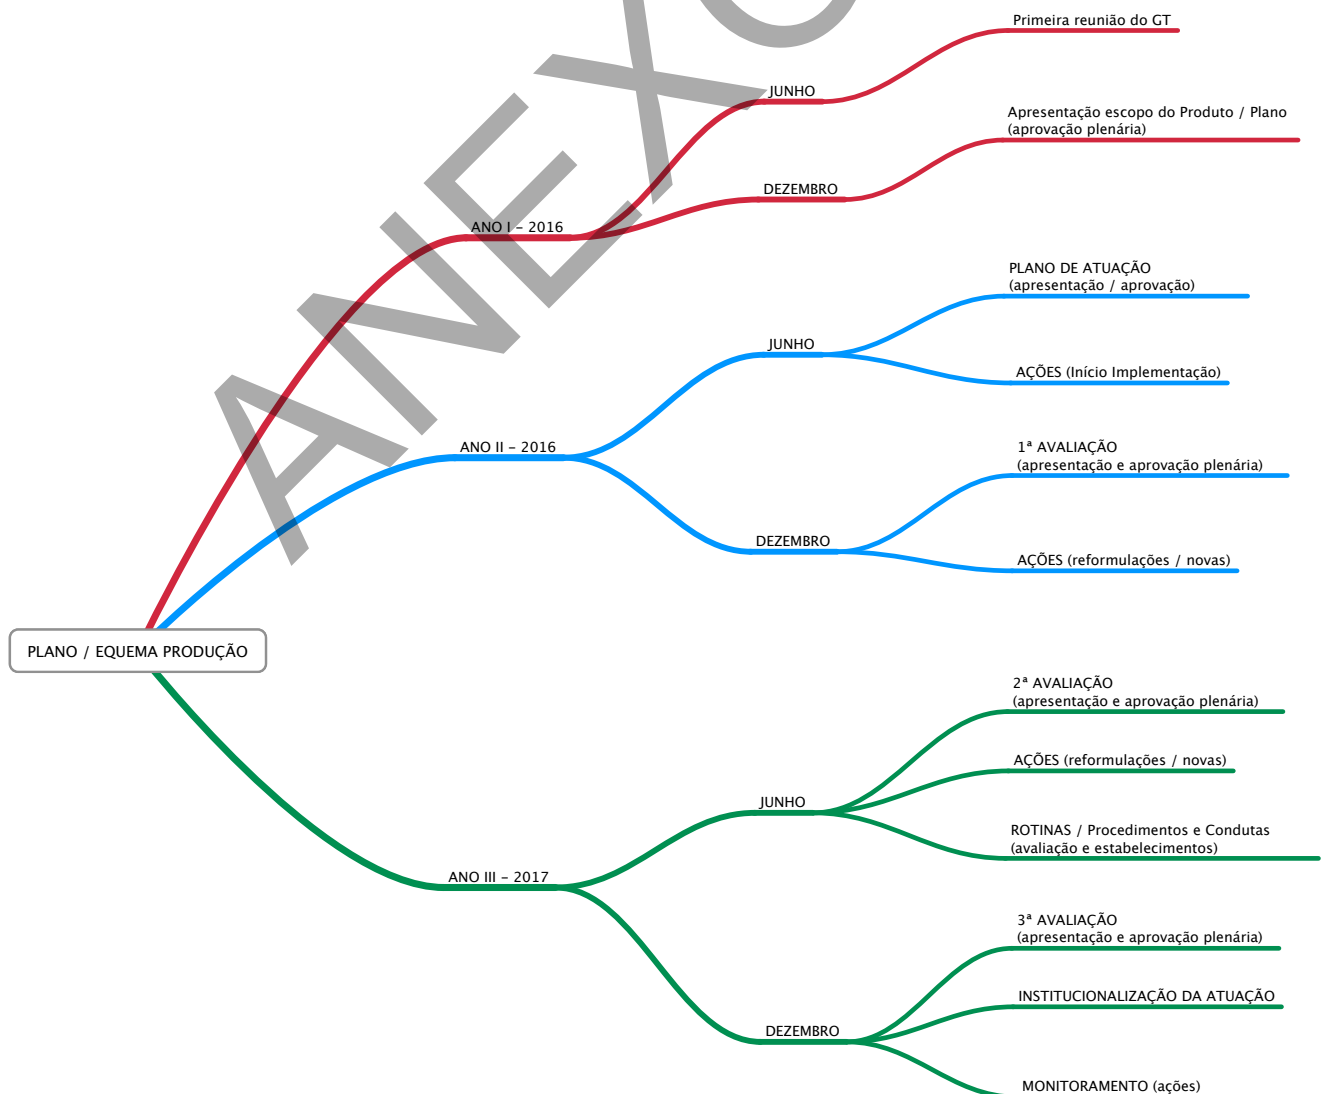 Primeira reunião do GT
JUNHO
Apresentação escopo do Produto / Plano
(aprovação plenária)
DEZEMBRO
ANO I – 2016
PLANO DE ATUAÇÃO
(apresentação / aprovação)
JUNHO
AÇÕES (Início Implementação)
ANO II – 2016
1ª AVALIAÇÃO
(apresentação e aprovação plenária)
DEZEMBRO
AÇÕES (reformulações / novas)
PLANO / EQUEMA PRODUÇÃO
2ª AVALIAÇÃO
(apresentação e aprovação plenária)
AÇÕES (reformulações / novas)
JUNHO
ROTINAS / Procedimentos e Condutas
(avaliação e estabelecimentos)
ANO III – 2017
3ª AVALIAÇÃO
(apresentação e aprovação plenária)
INSTITUCIONALIZAÇÃO DA ATUAÇÃO
DEZEMBRO
MONITORAMENTO (ações)
ANEXO